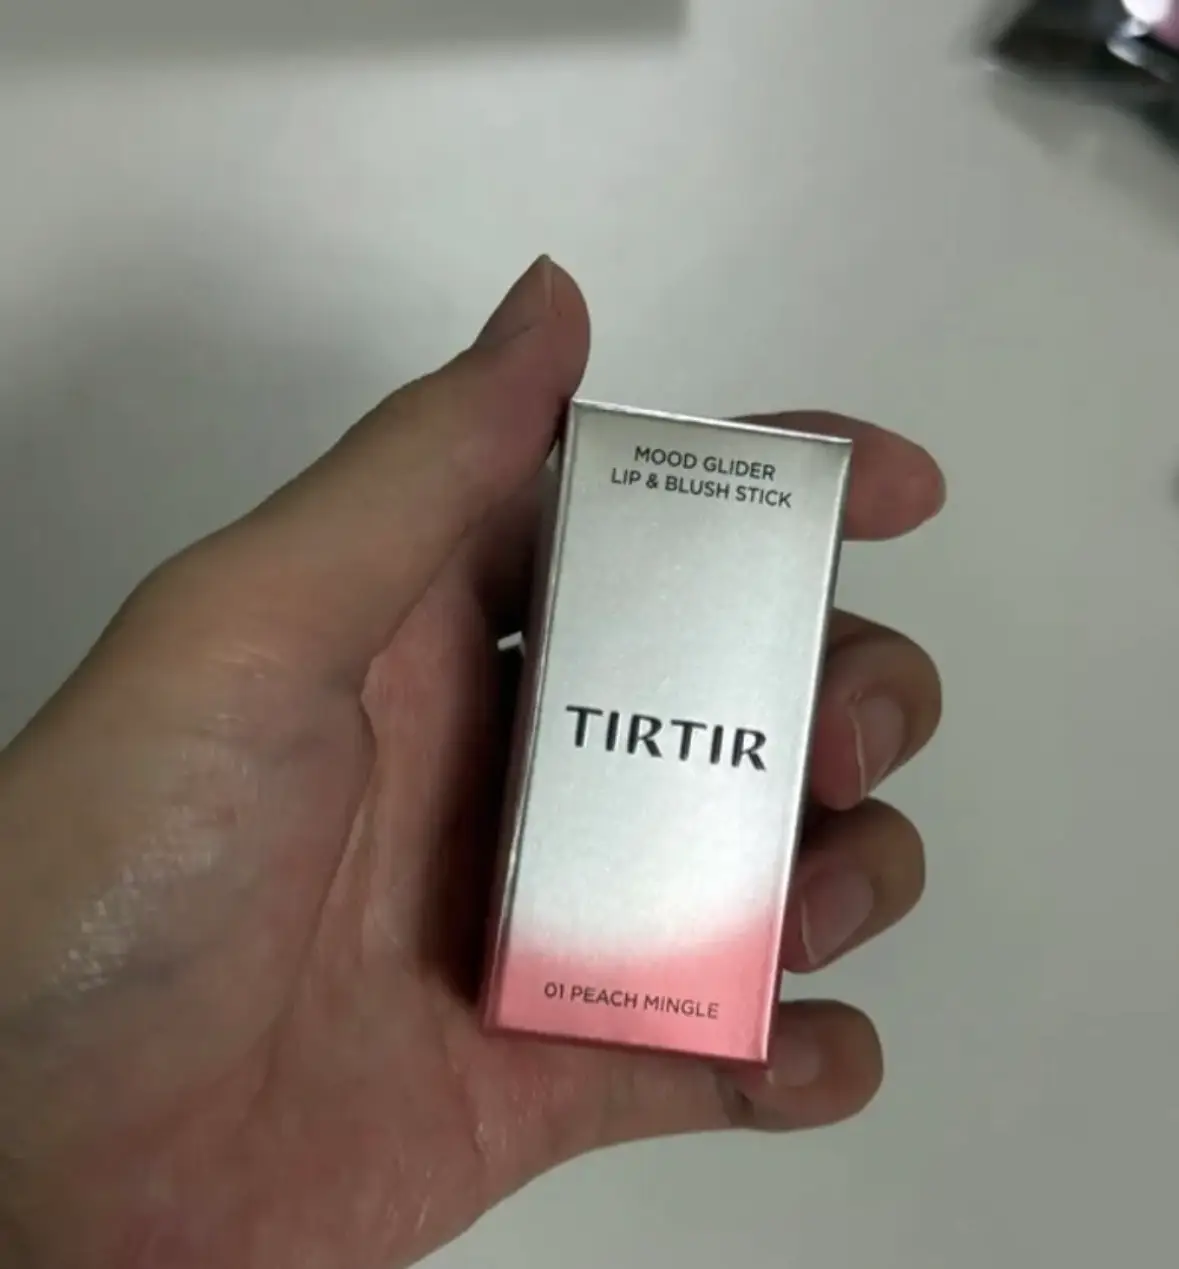 MOOD GLIDER
LIP & BLUSH STICK
TIRTIR
01 PEACH MINGLE